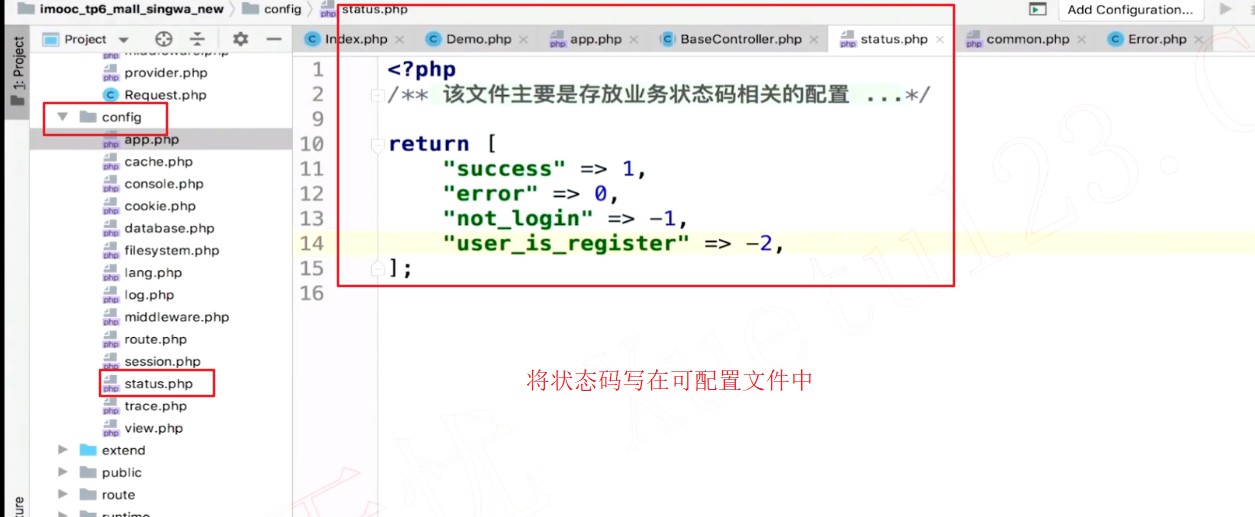 imooc_tp6_mall_singwa_new config status.php Add Configuration...
1: Project
Project
Index.php Demo.php app.php BaseController.php status.php common.php Error.php
provider.php
Request.php
config
app.php
cache.php
console.php
cookie.php
database.php
filesystem.php
lang.php
log.php
middleware.php
route.php
session.php
status.php
trace.php
view.php
extend
public
route
1 <?php
2 /** 该文件主要是存放业务状态码相关的配置 ...*/
9
10 return [
11 "success" => 1,
12 "error" => 0,
13 "not_login" => -1,
14 "user_is_register" => -2,
15 ];
16
将状态码写在可配置文件中